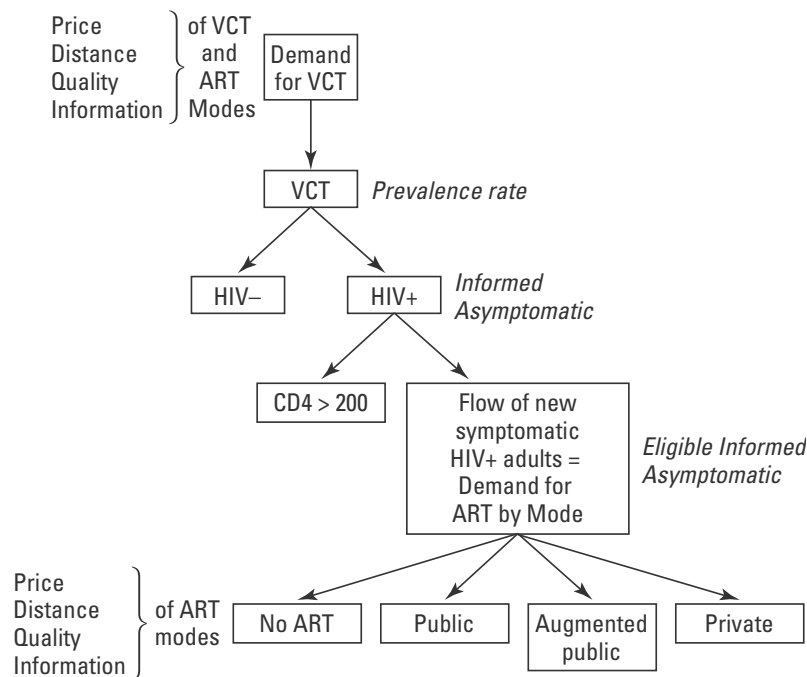 Price
Distance
Quality
Information
of VCT
and
ART
Modes
Demand
for VCT
VCT
Prevalence rate
HIV–
HIV+
Informed
Asymptomatic
CD4 > 200
Flow of new
symptomatic
HIV+ adults =
Demand for
ART by Mode
Eligible Informed
Asymptomatic
Price
Distance
Quality
Information
of ART
modes
No ART
Public
Augmented
public
Private